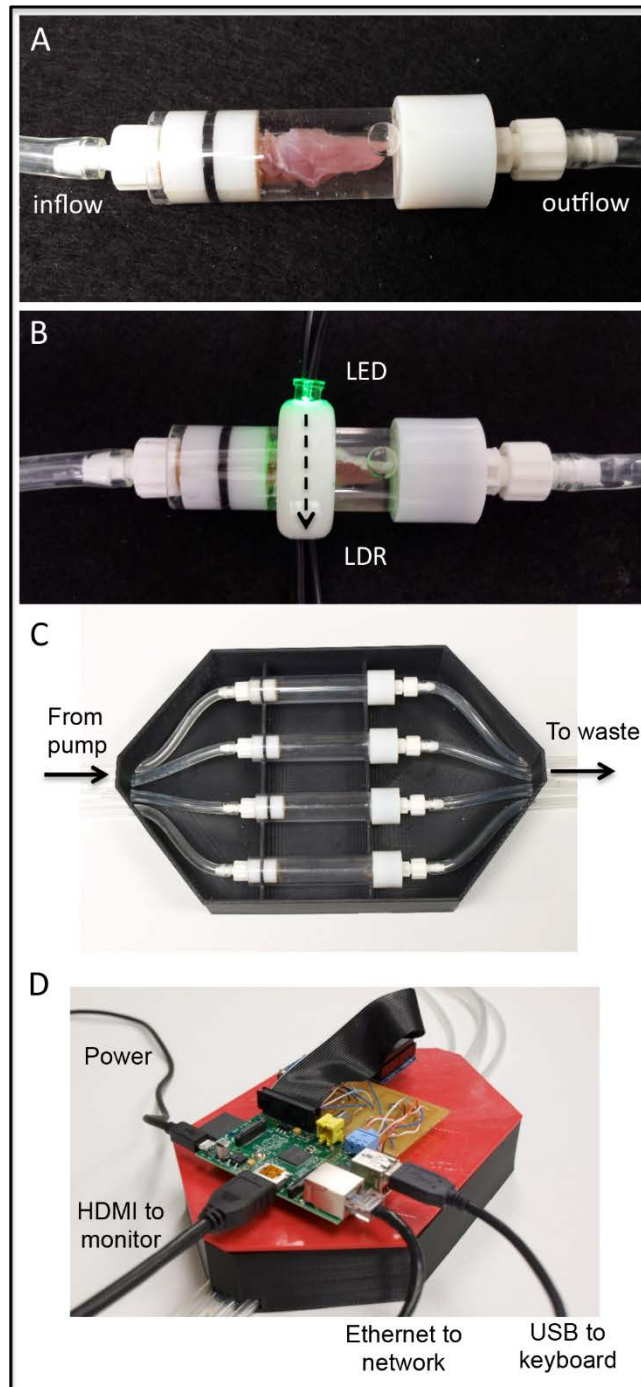 A
inflow
outflow
B
LED
LDR
C
From
pump
To waste
D
Power
HDMI to
monitor
Ethernet to
network
USB to
keyboard